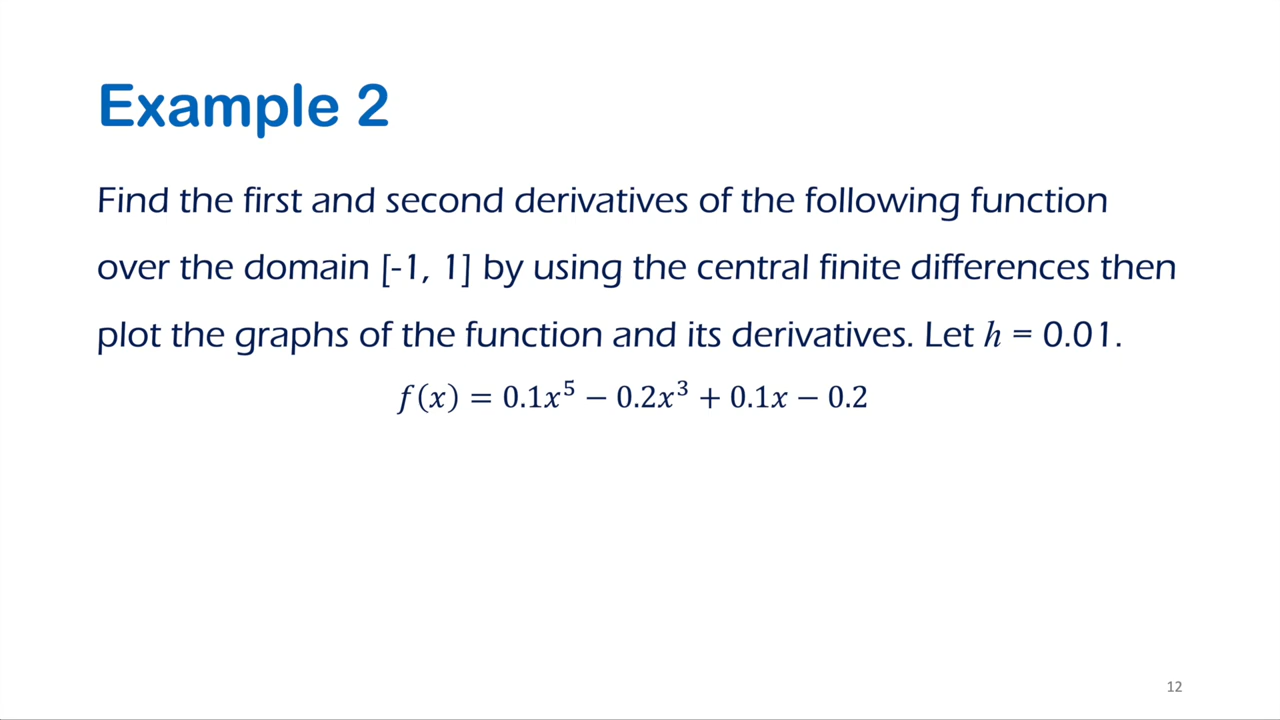 Example 2
Find the first and second derivatives of the following function
over the domain [-1, 1] by using the central finite differences then
plot the graphs of the function and its derivatives. Let h = 0.01.
f(x) = 0.1x⁵ − 0.2x³ + 0.1x − 0.2
12